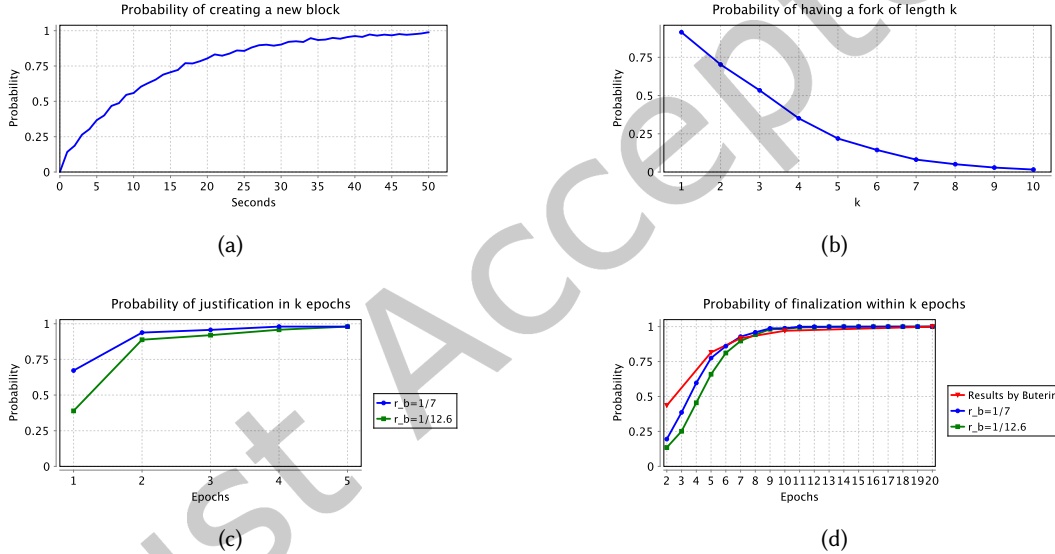 Probability of creating a new block
1
0.75
0.5
0.25
0
Probability
0 5 10 15 20 25 30 35 40 45 50
Seconds
(a)
Probability of having a fork of length k
0.75
0.5
0.25
0
Probability
1 2 3 4 5 6 7 8 9 10
k
(b)
Probability of justification in k epochs
1
0.75
0.5
0.25
0
Probability
1 2 3 4 5
Epochs
r_b=1/7
r_b=1/12.6
(c)
Probability of finalization within k epochs
1
0.75
0.5
0.25
0
Probability
2 3 4 5 6 7 8 9 10 11 12 13 14 15 16 17 18 19 20
Epochs
Results by Buterin
r_b=1/7
r_b=1/12.6
(d)
ust Accepte